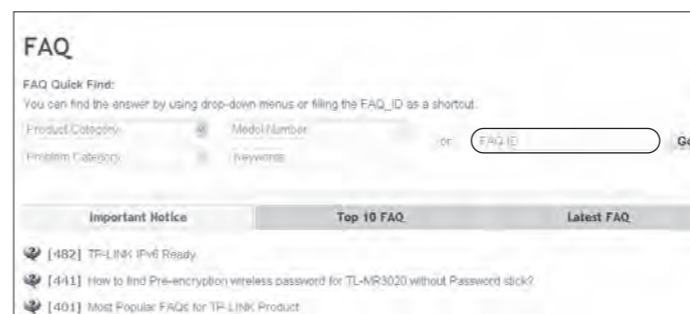 FAQ
FAQ Quick Find:
You can find the answer by using drop-down menus or filling the FAQ_ID as a shortcut.
Product Category Model Number or FAQ ID Go
Problem Category Keywords
Important Notice Top 10 FAQ Latest FAQ
[482] TP-LINK IPv6 Ready
[441] How to find Pre-encryption wireless password for TL-MR3020 without Password stick?
[401] Most Popular FAQs for TP-LINK Product